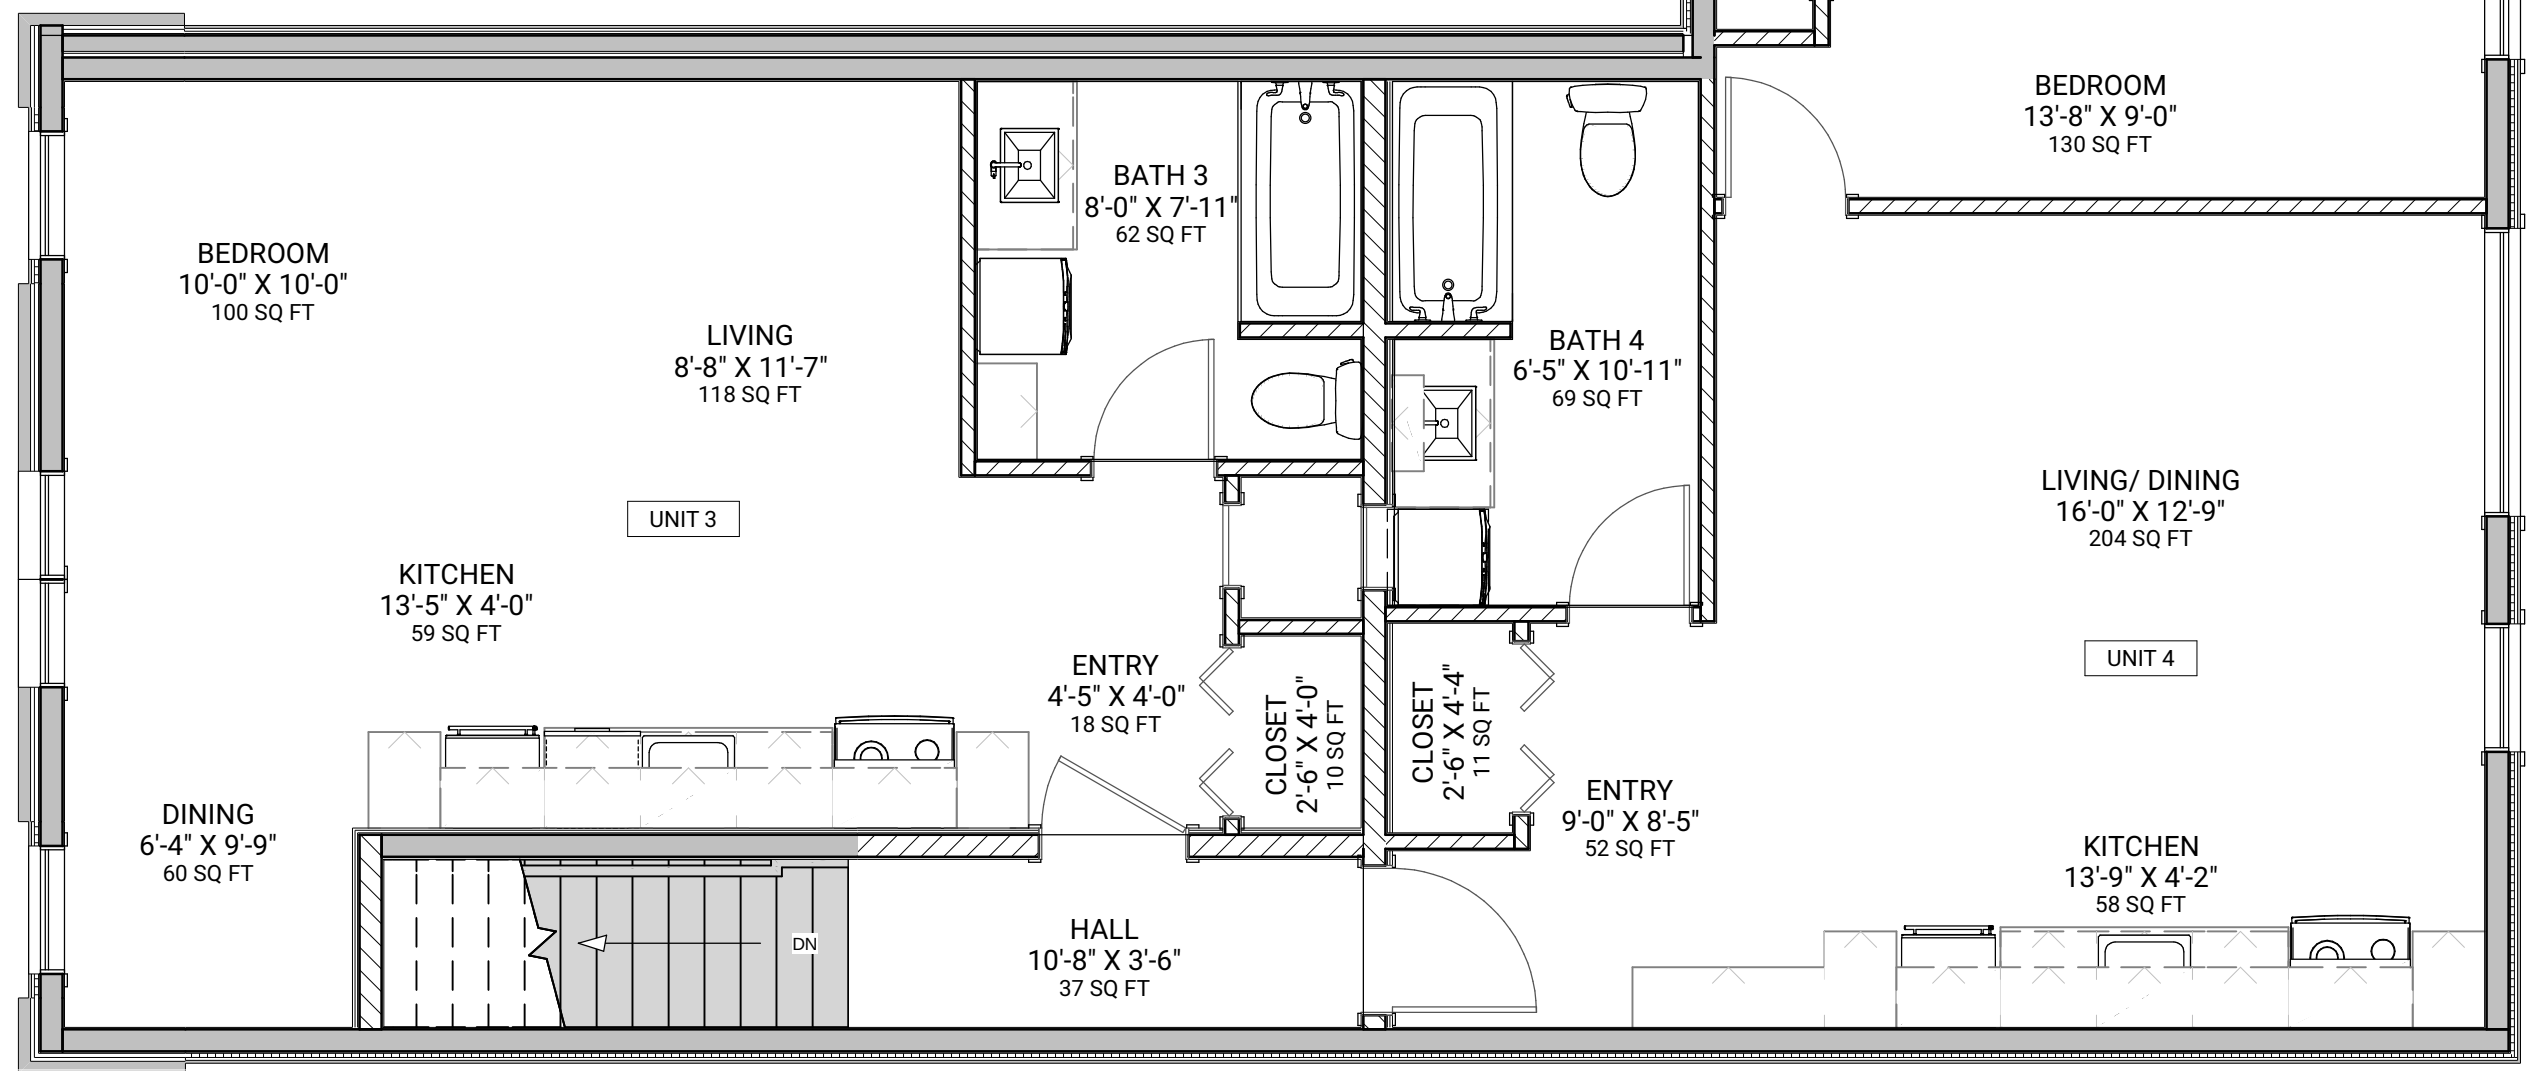 BEDROOM
13'-8" X 9'-0"
130 SQ FT
BATH 3
8'-0" X 7'-11"
62 SQ FT
BEDROOM
10'-0" X 10'-0"
100 SQ FT
LIVING
8'-8" X 11'-7"
118 SQ FT
BATH 4
6'-5" X 10'-11"
69 SQ FT
LIVING/ DINING
16'-0" X 12'-9"
204 SQ FT
UNIT 3
KITCHEN
13'-5" X 4'-0"
59 SQ FT
UNIT 4
ENTRY
4'-5" X 4'-0"
18 SQ FT
CLOSET
2'-6" X 4'-0"
10 SQ FT
CLOSET
2'-6" X 4'-4"
11 SQ FT
ENTRY
9'-0" X 8'-5"
52 SQ FT
DINING
6'-4" X 9'-9"
60 SQ FT
KITCHEN
13'-9" X 4'-2"
58 SQ FT
DN
HALL
10'-8" X 3'-6"
37 SQ FT